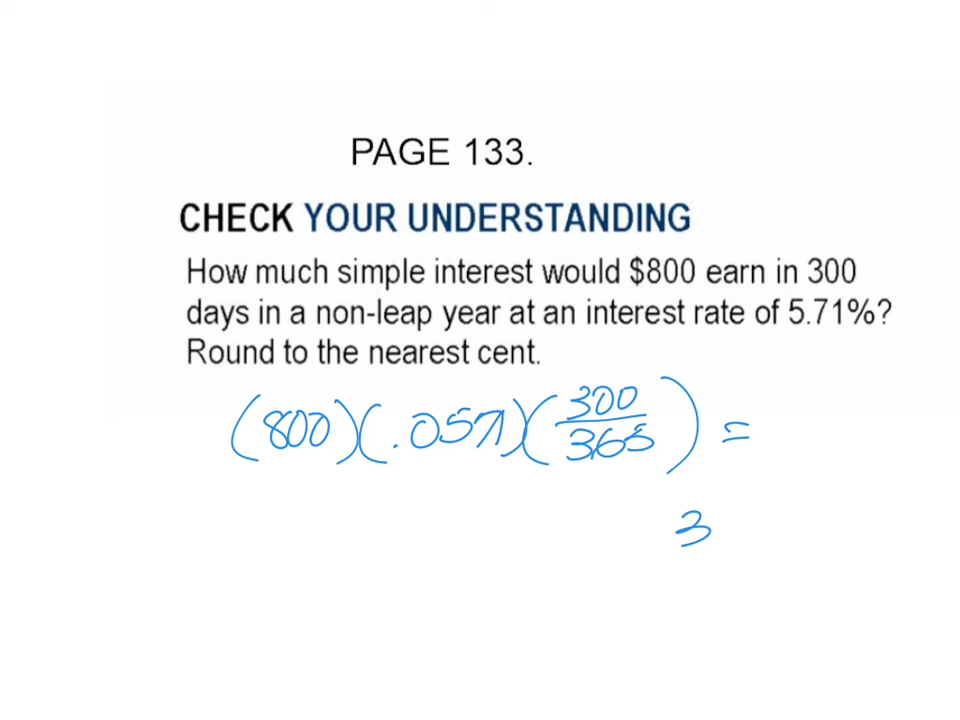 PAGE 133.
CHECK YOUR UNDERSTANDING
How much simple interest would $800 earn in 300
days in a non-leap year at an interest rate of 5.71%?
Round to the nearest cent.
(800)(.0571)(300/365) =
3